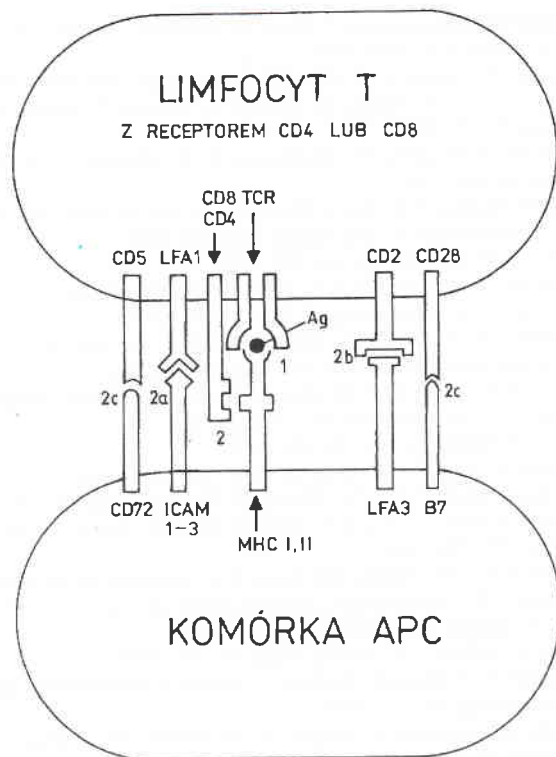 LIMFOCYT T
Z RECEPTOREM CD4 LUB CD8
CD8 TCR
CD4
CD5 LFA1
CD2 CD28
Ag
1
2b
2c 2a
2c
2
CD72 ICAM
1-3
LFA3 B7
MHC I,II
KOMÓRKA APC